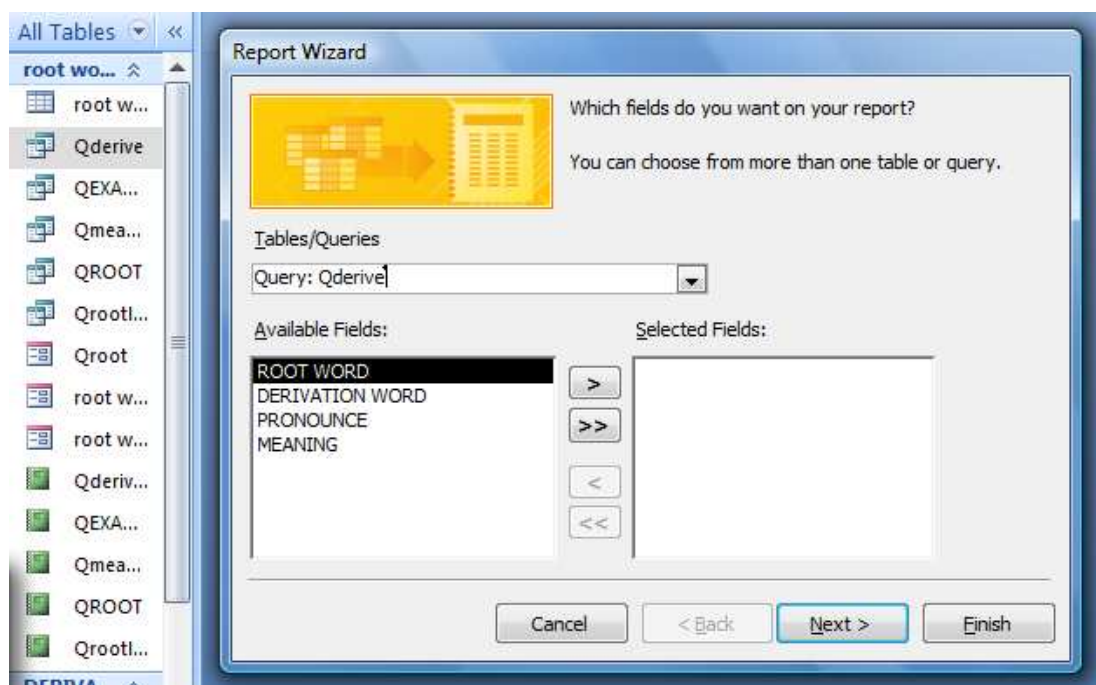 All Tables «
root wo...
root w...
Qderive
QEXA...
Qmea...
QROOT
Qrootl...
Qroot
root w...
root w...
Qderiv...
QEXA...
Qmea...
QROOT
Qrootl...
Report Wizard
Which fields do you want on your report?
You can choose from more than one table or query.
Tables/Queries
Query: Qderive
Available Fields:
ROOT WORD
DERIVATION WORD
PRONOUNCE
MEANING
>
>>
<
<<
Selected Fields:
Cancel < Back Next > Finish